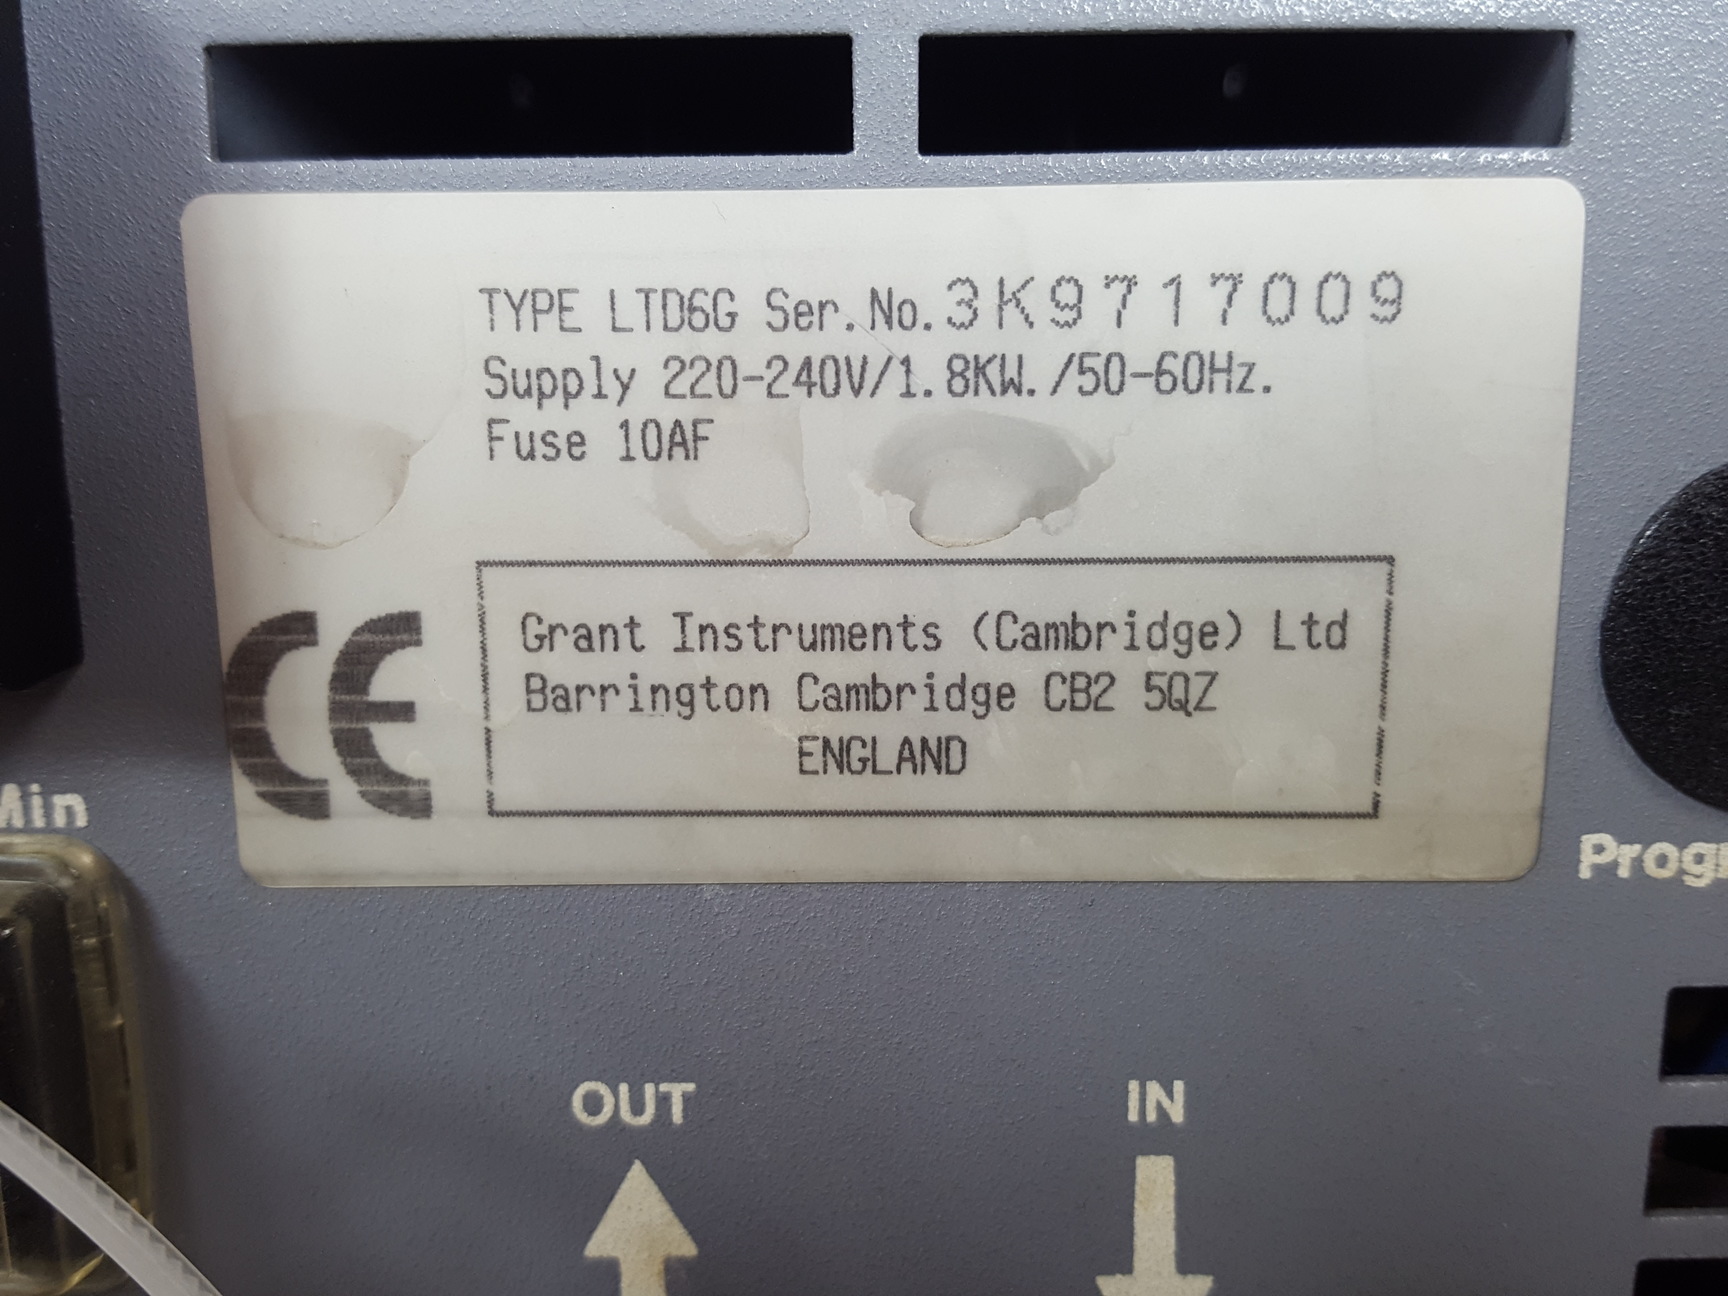 TYPE LTD6G Ser.No.3K9717009
Supply 220-240V/1.8KW./50-60Hz.
Fuse 10AF
CE
Grant Instruments (Cambridge) Ltd
Barrington Cambridge CB2 5QZ
ENGLAND
Min
Progr
OUT IN